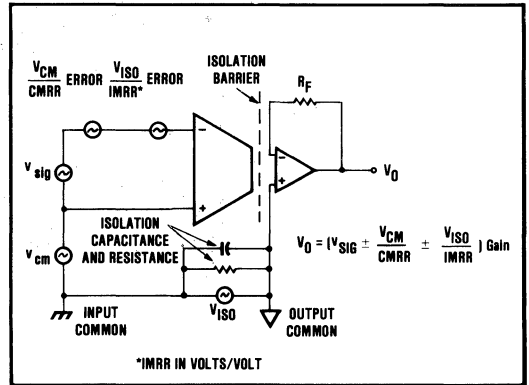 V_CM/CMRR ERROR V_ISO/IMRR* ERROR
ISOLATION
BARRIER
R_F
−
−
+
+
V_sig
V_O
V_cm
ISOLATION
CAPACITANCE
AND RESISTANCE
V_O = (V_SIG ± V_CM/CMRR ± V_ISO/IMRR) Gain
V_ISO
INPUT
COMMON
OUTPUT
COMMON
*IMRR IN VOLTS/VOLT